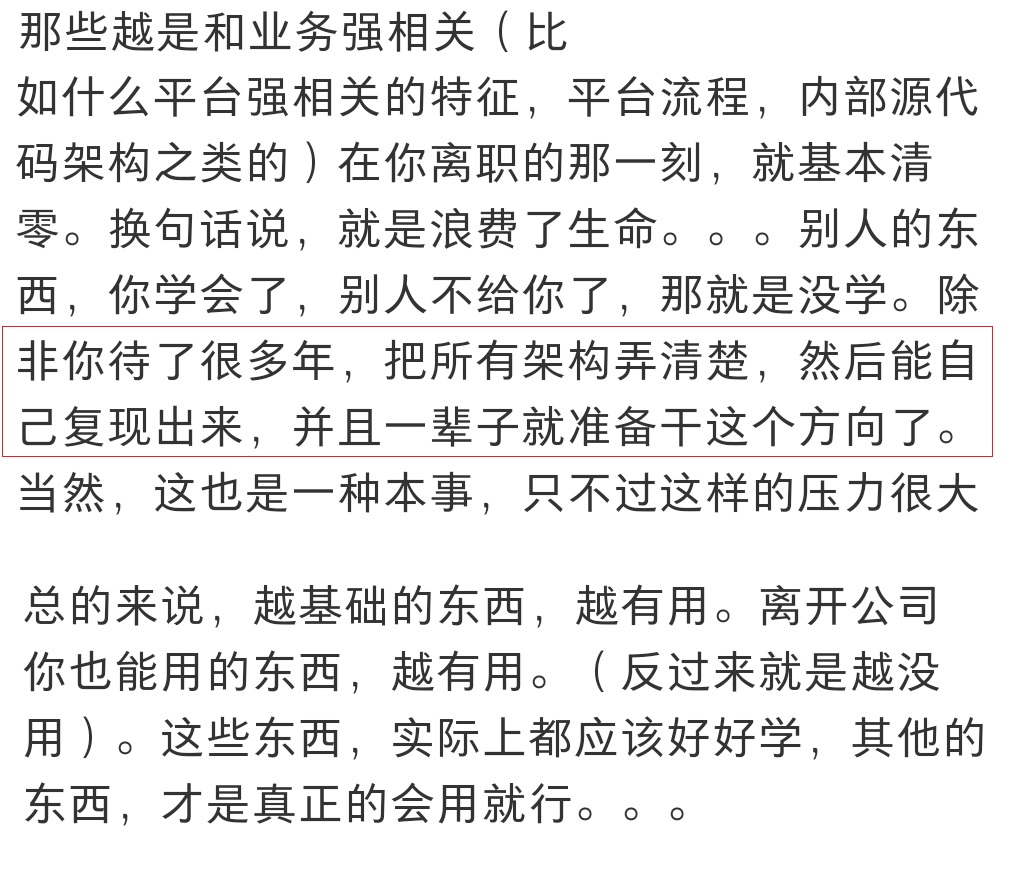 那些越是和业务强相关（比
如什么平台强相关的特征，平台流程，内部源代
码架构之类的）在你离职的那一刻，就基本清
零。换句话说，就是浪费了生命。。。别人的东
西，你学会了，别人不给你了，那就是没学。除
非你待了很多年，把所有架构弄清楚，然后能自
己复现出来，并且一辈子就准备干这个方向了。
当然，这也是一种本事，只不过这样的压力很大
总的来说，越基础的东西，越有用。离开公司
你也能用的东西，越有用。（反过来就是越没
用）。这些东西，实际上都应该好好学，其他的
东西，才是真正的会用就行。。。